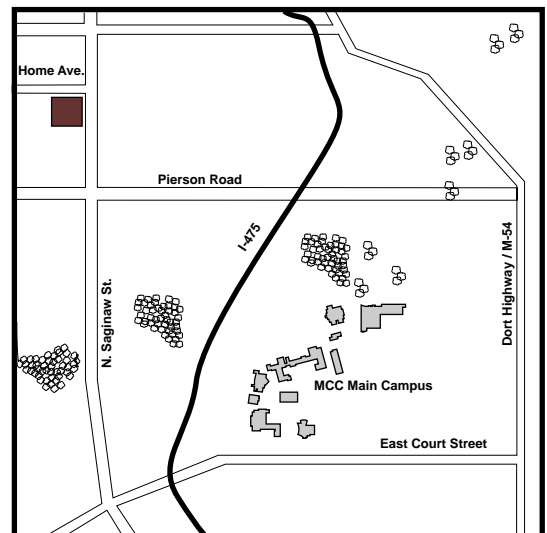 Home Ave.
Pierson Road
I-475
N. Saginaw St.
Dort Highway / M-54
MCC Main Campus
East Court Street